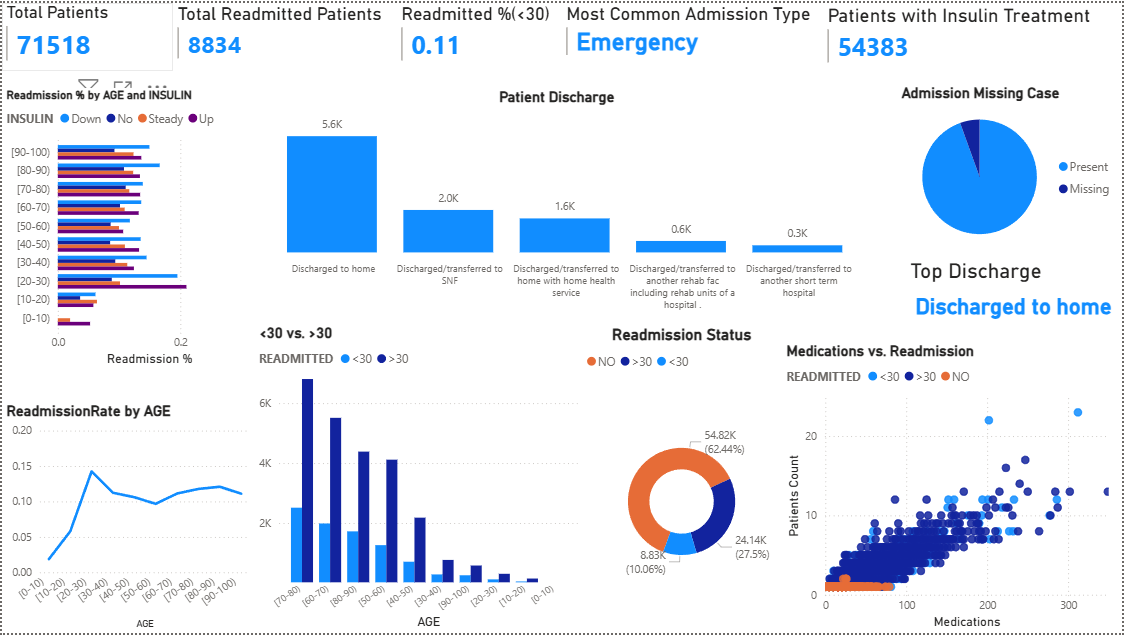 Total Patients
71518
Total Readmitted Patients
8834
Readmitted %(<30)
0.11
Most Common Admission Type
Emergency
Patients with Insulin Treatment
54383
Readmission % by AGE and INSULIN
INSULIN Down No Steady Up
[90-100)
[80-90)
[70-80)
[60-70)
[50-60)
[40-50)
[30-40)
[20-30)
[10-20)
[0-10)
0.0 0.2
Readmission %
Patient Discharge
5.6K
2.0K
1.6K
0.6K
0.3K
Discharged to home
Discharged/transferred to
SNF
Discharged/transferred to
home with home health
service
Discharged/transferred to
another rehab fac
including rehab units of a
hospital .
Discharged/transferred to
another short term
hospital
Admission Missing Case
Present
Missing
Top Discharge
Discharged to home
ReadmissionRate by AGE
0.20
0.15
0.10
0.05
0.00
[0-10)
[10-20)
[20-30)
[30-40)
[40-50)
[50-60)
[60-70)
[70-80)
[80-90)
[90-100)
AGE
<30 vs. >30
READMITTED <30 >30
6K
4K
2K
[70-80)
[60-70)
[80-90)
[50-60)
[40-50)
[30-40)
[90-100)
[20-30)
[10-20)
[0-10)
AGE
Readmission Status
NO >30 <30
54.82K
(62.44%)
24.14K
(27.5%)
8.83K
(10.06%)
Medications vs. Readmission
READMITTED <30 >30 NO
Patients Count
20
10
0
0 100 200 300
Medications